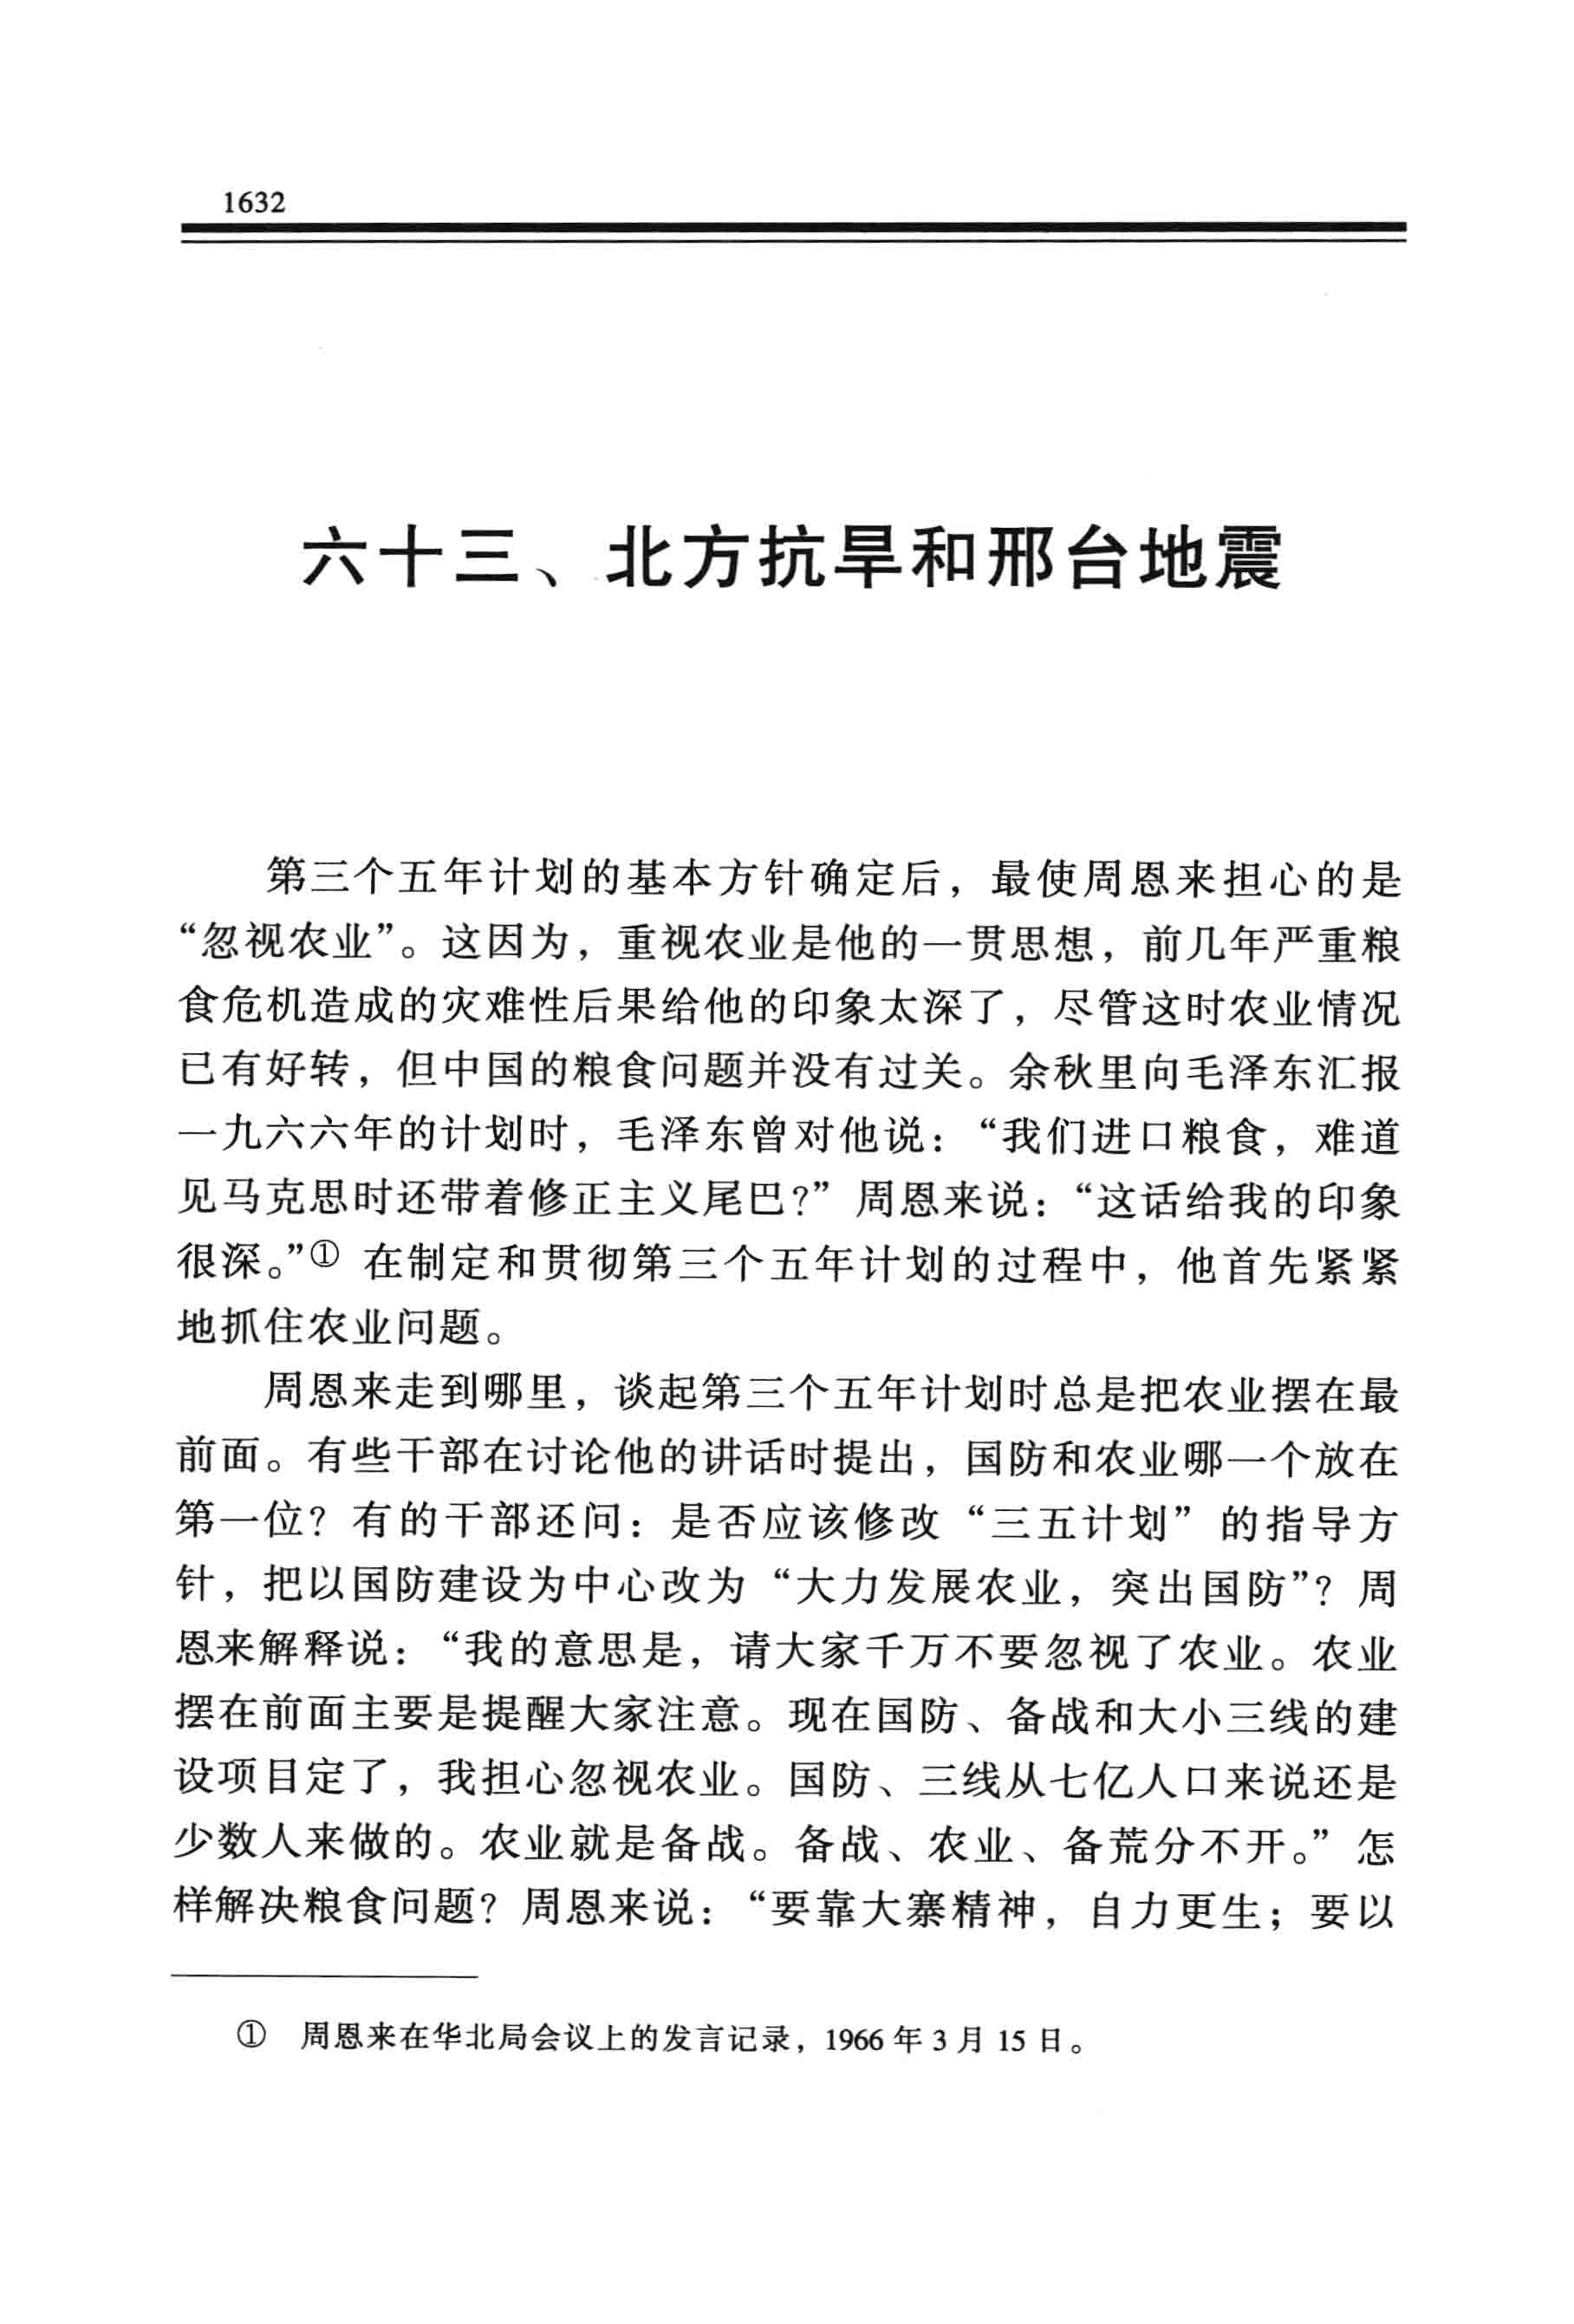 1632
六十三、北方抗旱和邢台地震
第三个五年计划的基本方针确定后，最使周恩来担心的是
“忽视农业”。这因为，重视农业是他的一贯思想，前几年严重粮
食危机造成的灾难性后果给他的印象太深了，尽管这时农业情况
已有好转，但中国的粮食问题并没有过关。余秋里向毛泽东汇报
一九六六年的计划时，毛泽东曾对他说：“我们进口粮食，难道
见马克思时还带着修正主义尾巴？”周恩来说：“这话给我的印象
很深。”① 在制定和贯彻第三个五年计划的过程中，他首先紧紧
地抓住农业问题。
周恩来走到哪里，谈起第三个五年计划时总是把农业摆在最
前面。有些干部在讨论他的讲话时提出，国防和农业哪一个放在
第一位？有的干部还问：是否应该修改“三五计划”的指导方
针，把以国防建设为中心改为“大力发展农业，突出国防”？周
恩来解释说：“我的意思是，请大家千万不要忽视了农业。农业
摆在前面主要是提醒大家注意。现在国防、备战和大小三线的建
设项目定了，我担心忽视农业。国防、三线从七亿人口来说还是
少数人来做的。农业就是备战。备战、农业、备荒分不开。”怎
样解决粮食问题？周恩来说：“要靠大寨精神，自力更生；要以
① 周恩来在华北局会议上的发言记录，1966 年 3 月 15 日。